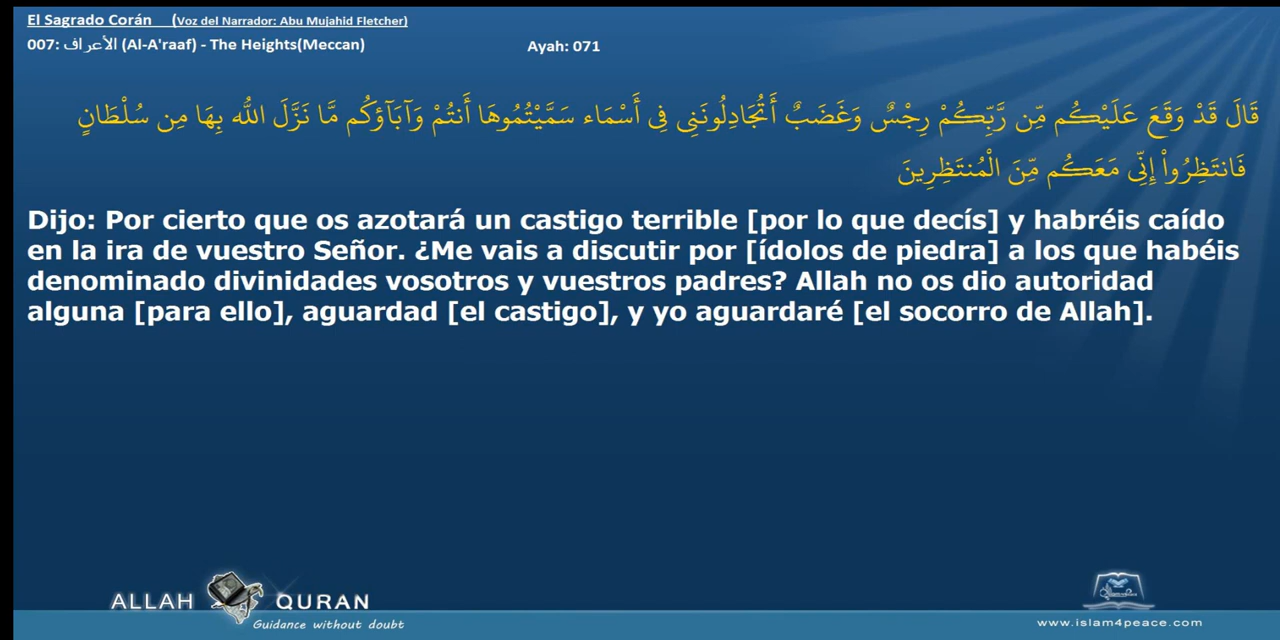 El Sagrado Corán (Voz del Narrador: Abu Mujahid Fletcher)
007: الأعراف (Al-A'raaf) - The Heights(Meccan) Ayah: 071
قَالَ قَدْ وَقَعَ عَلَيْكُم مِّن رَّبِّكُمْ رِجْسٌ وَغَضَبٌ أَتُجَادِلُونَنِي فِي أَسْمَاء سَمَّيْتُمُوهَا أَنتُمْ وَآبَآؤكُم مَّا نَزَّلَ اللّهُ بِهَا مِن سُلْطَانٍ
فَانتَظِرُواْ إِنِّي مَعَكُم مِّنَ الْمُنتَظِرِينَ
Dijo: Por cierto que os azotará un castigo terrible [por lo que decís] y habréis caído
en la ira de vuestro Señor. ¿Me vais a discutir por [ídolos de piedra] a los que habéis
denominado divinidades vosotros y vuestros padres? Allah no os dio autoridad
alguna [para ello], aguardad [el castigo], y yo aguardaré [el socorro de Allah].
ALLAH QURAN
Guidance without doubt
www.islam4peace.com